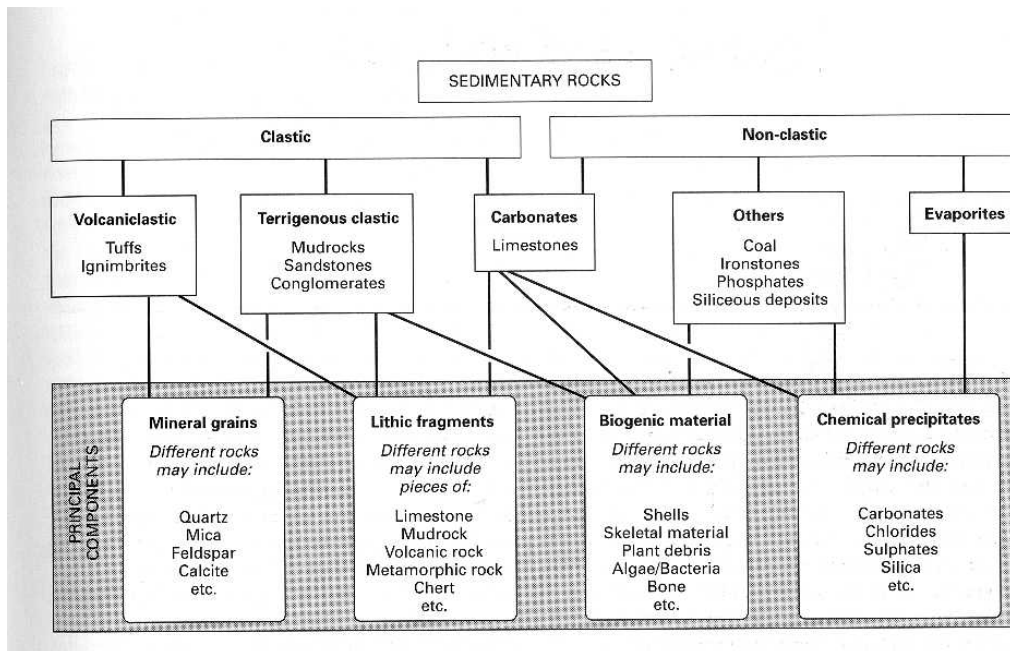 SEDIMENTARY ROCKS
Clastic
Non-clastic
Volcaniclastic
Tuffs
Ignimbrites
Terrigenous clastic
Mudrocks
Sandstones
Conglomerates
Carbonates
Limestones
Others
Coal
Ironstones
Phosphates
Siliceous deposits
Evaporites
PRINCIPAL
COMPONENTS
Mineral grains
Different rocks
may include:
Quartz
Mica
Feldspar
Calcite
etc.
Lithic fragments
Different rocks
may include
pieces of:
Limestone
Mudrock
Volcanic rock
Metamorphic rock
Chert
etc.
Biogenic material
Different rocks
may include:
Shells
Skeletal material
Plant debris
Algae/Bacteria
Bone
etc.
Chemical precipitates
Different rocks
may include:
Carbonates
Chlorides
Sulphates
Silica
etc.